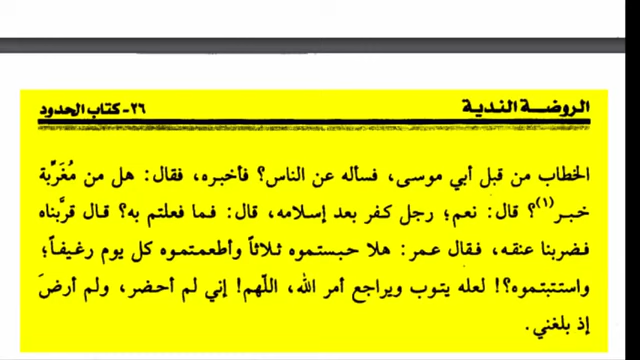 الروضة الندية ٢٦- كتاب الحدود
الخطاب من قبل أبي موسى، فسأله عن الناس؟ فأخبره، فقال: هل من مُغَرِّبة
خبر(١)؟ قال: نعم؛ رجل كفر بعد إسلامه، قال: فما فعلتم به؟ قال قرَّبناه
فضربنا عنقه، فقال عمر: هلا حبستموه ثلاثاً وأطعمتموه كل يوم رغيفاً؛
واستتبتموه؟! لعله يتوب ويراجع أمر الله، اللّهم! إني لم أحضر، ولم أرضَ
إذ بلغني.